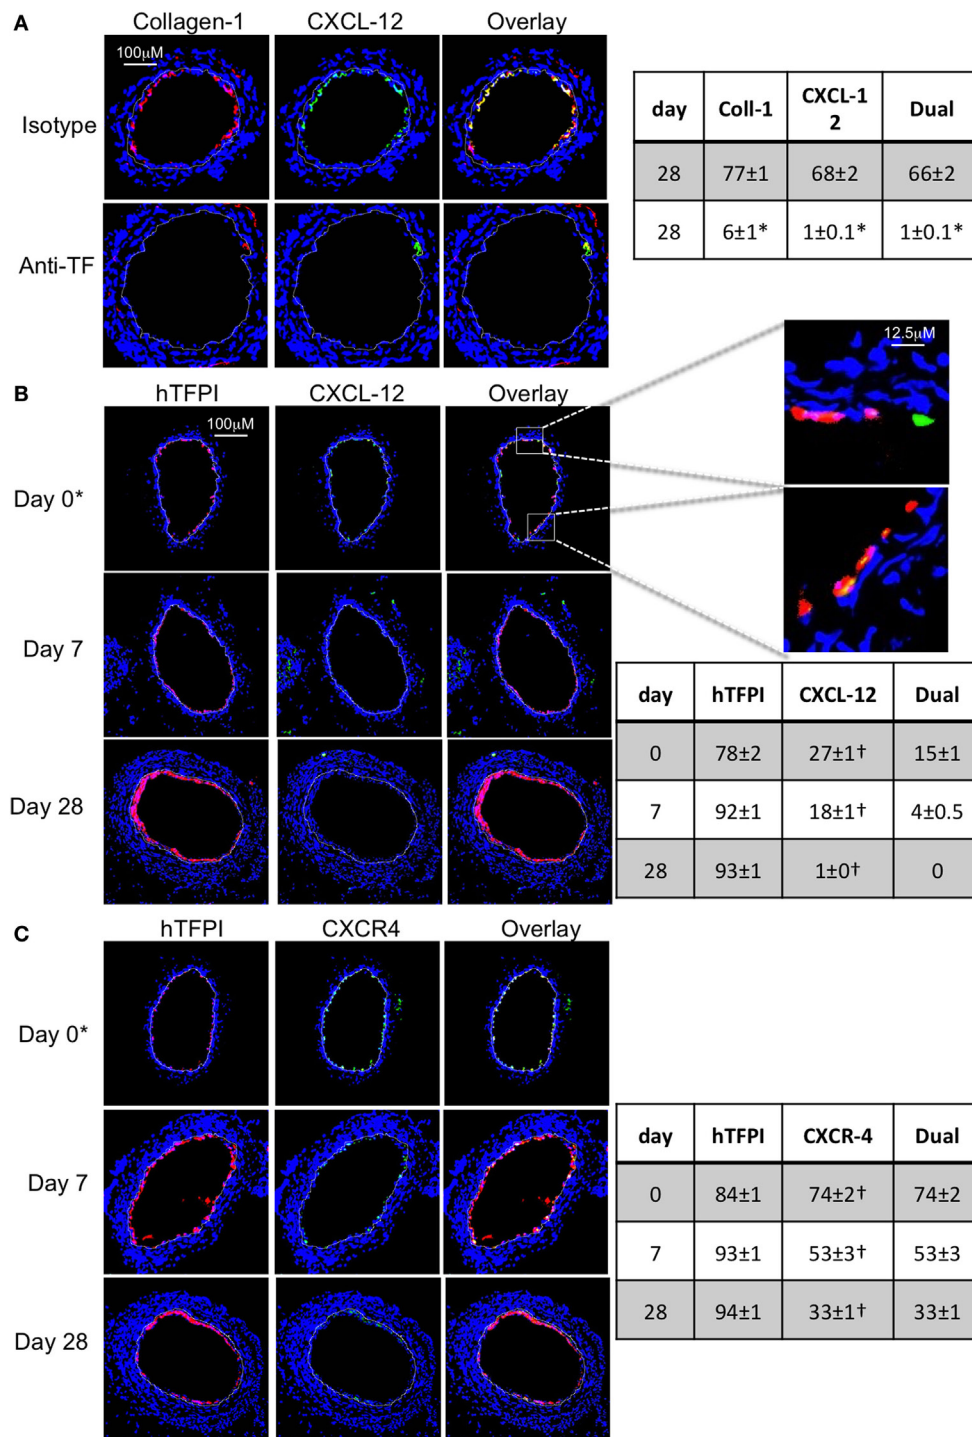 A
Collagen-1 CXCL-12 Overlay
100μM
Isotype
Anti-TF
day Coll-1 CXCL-1 Dual
2
28 77±1 68±2 66±2
28 6±1* 1±0.1* 1±0.1*
12.5μM
B
hTFPI CXCL-12 Overlay
100μM
Day 0*
Day 7
Day 28
day hTFPI CXCL-12 Dual
0 78±2 27±1† 15±1
7 92±1 18±1† 4±0.5
28 93±1 1±0† 0
C
hTFPI CXCR4 Overlay
Day 0*
Day 7
Day 28
day hTFPI CXCR-4 Dual
0 84±1 74±2† 74±2
7 93±1 53±3† 53±3
28 94±1 33±1† 33±1